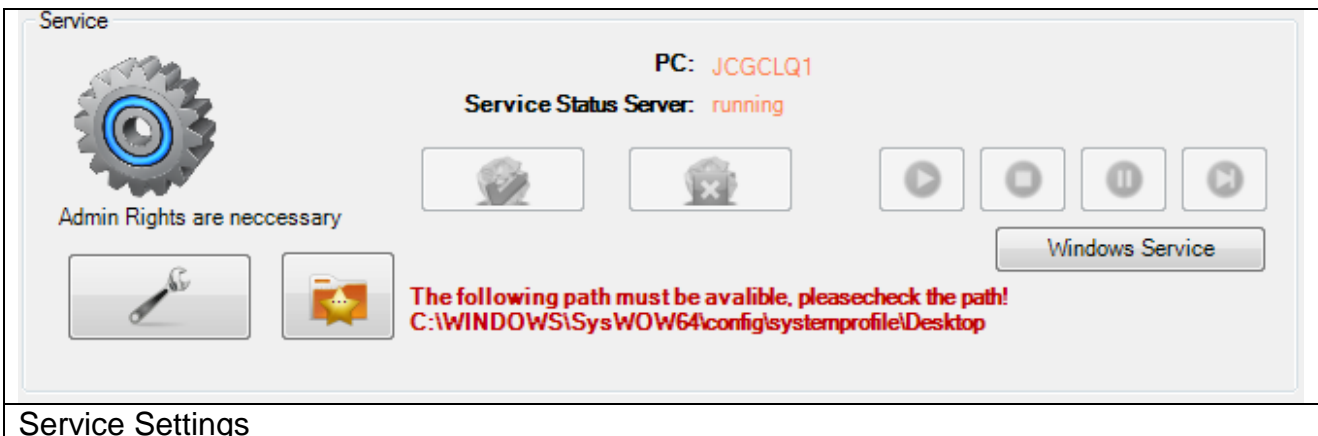 Service
PC: JCGCLQ1
Service Status Server: running
Admin Rights are neccessary
Windows Service
The following path must be avalible, pleasecheck the path!
C:\WINDOWS\SysWOW64\config\systemprofile\Desktop
Service Settings